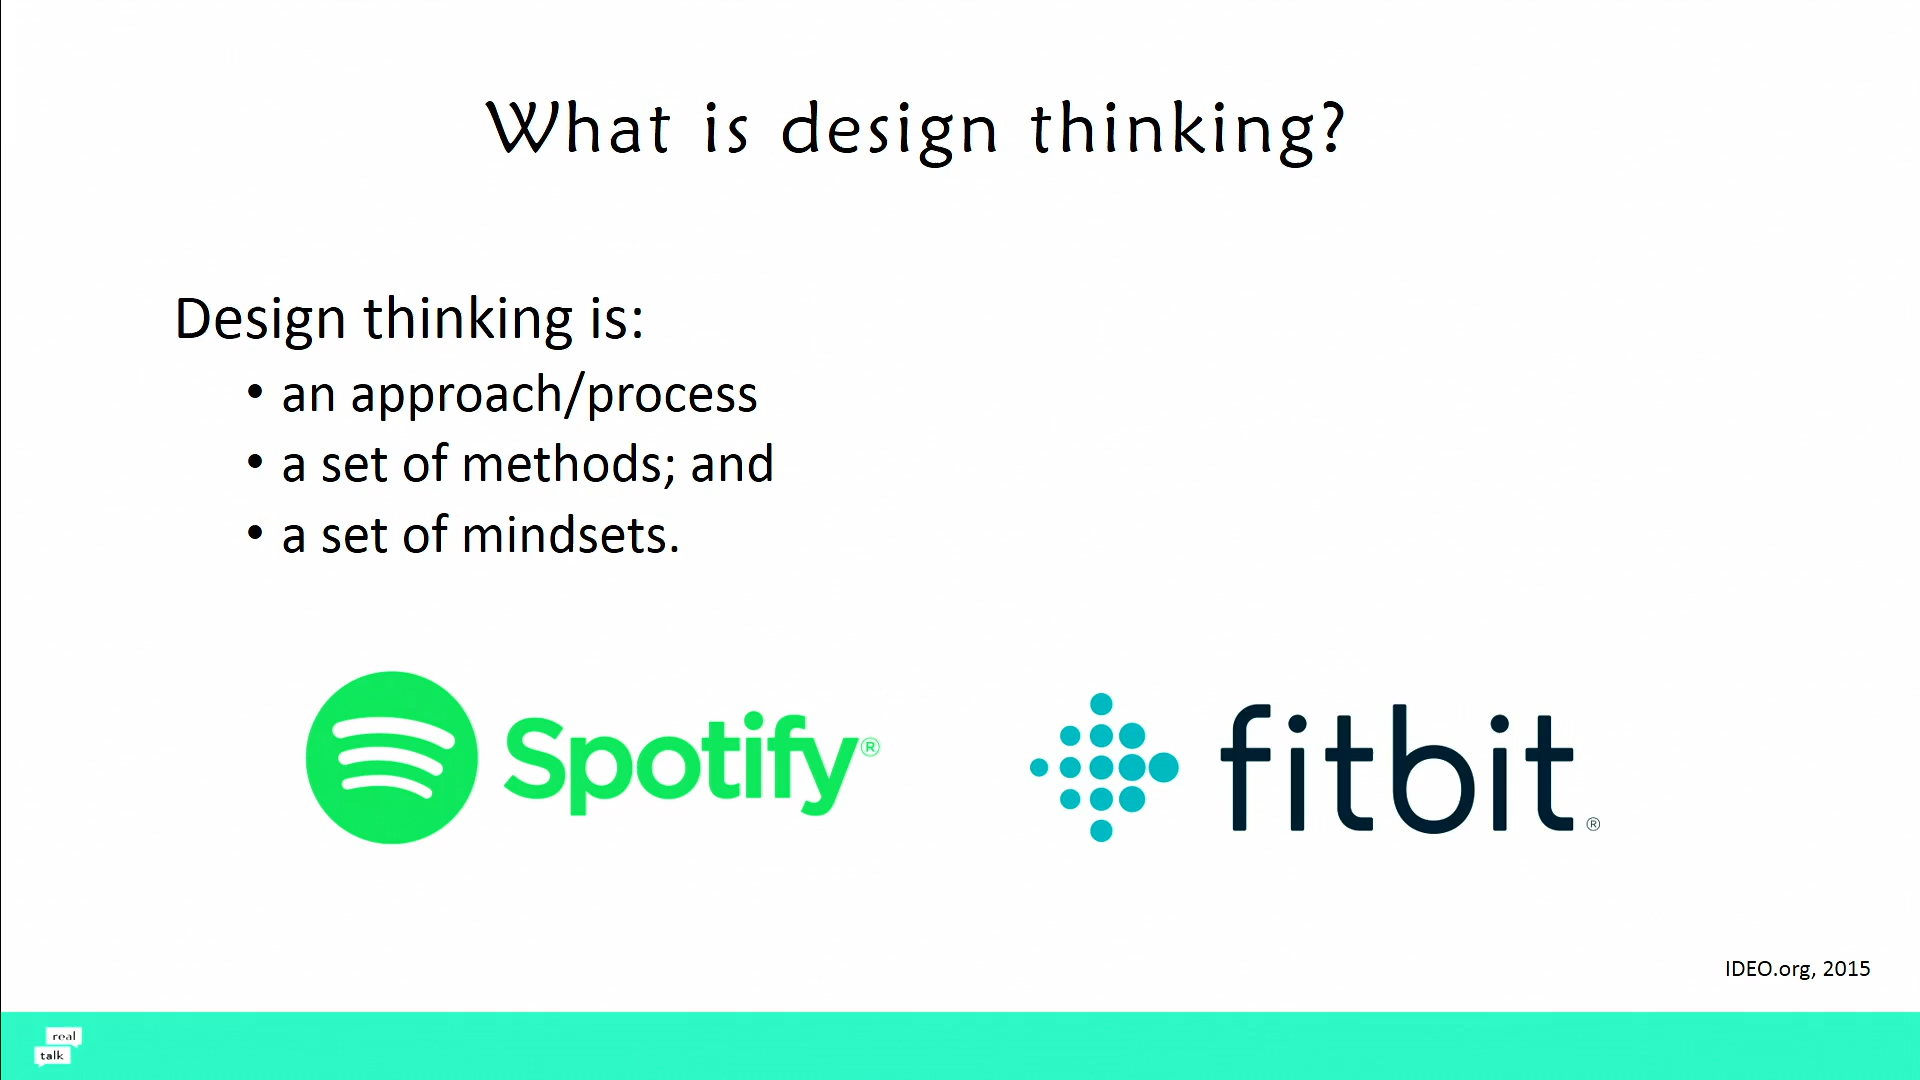 What is design thinking?
Design thinking is:
• an approach/process
• a set of methods; and
• a set of mindsets.
Spotify®
fitbit®
IDEO.org, 2015
real
talk